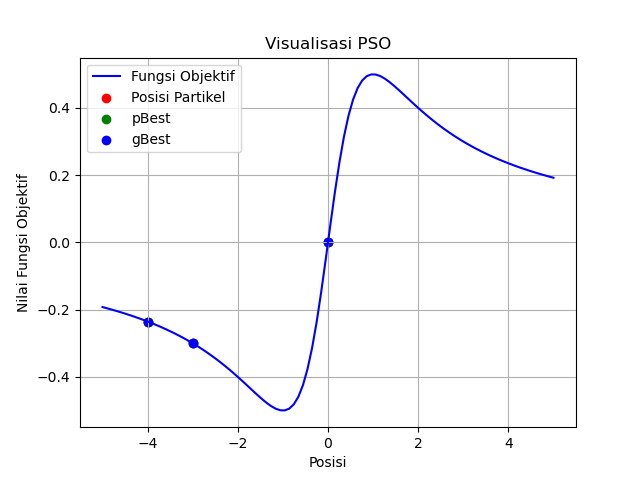 Visualisasi PSO
Fungsi Objektif
Posisi Partikel
pBest
gBest
Nilai Fungsi Objektif
0.4
0.2
0.0
−0.2
−0.4
−4
−2
0
2
4
Posisi